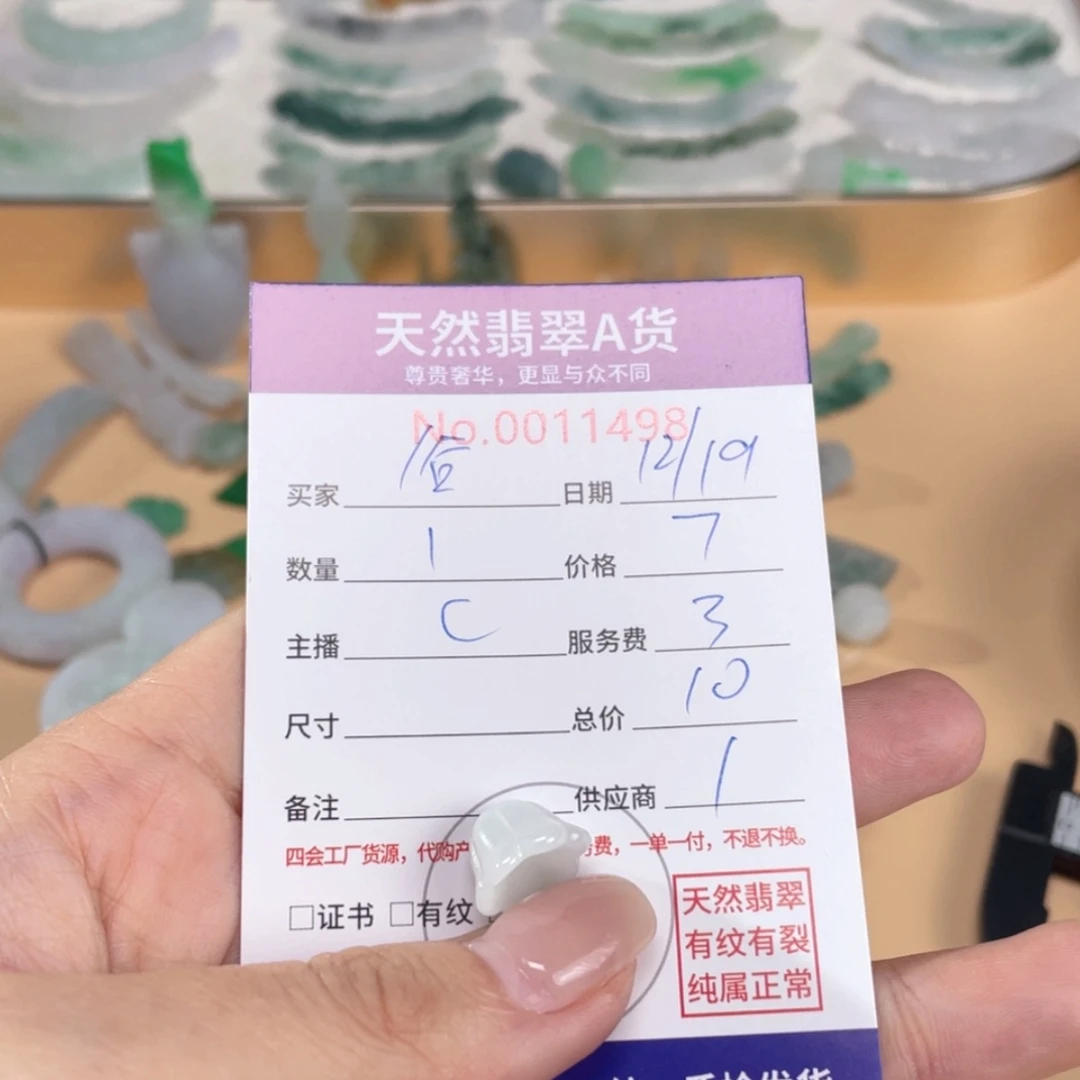 天然翡翠A货
尊贵奢华，更显与众不同
No.0011498
买家 日期 12/19
数量 1 价格 7
主播 C 服务费 3
尺寸 总价 10
备注 供应商 1
四会工厂货源，代购产 费，一单一付，不退不换。
□证书 □有纹
天然翡翠
有纹有裂
纯属正常